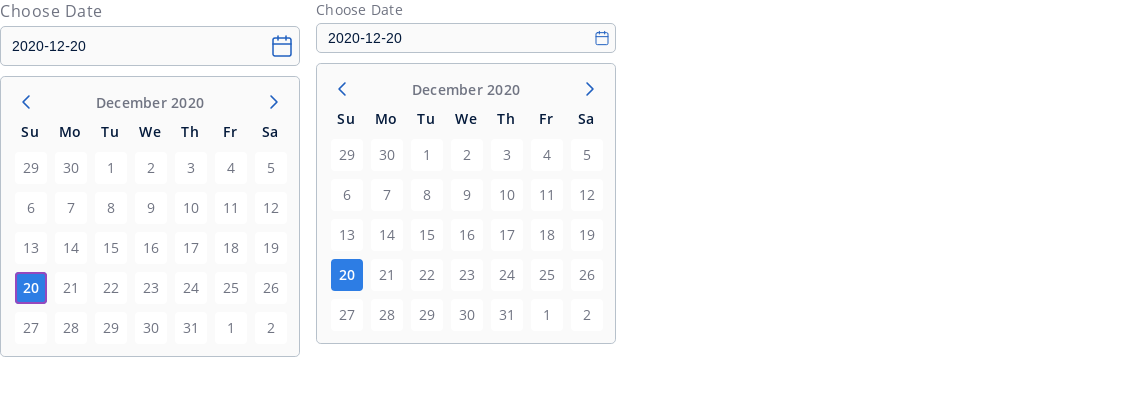 Choose Date
2020-12-20
December 2020
Su Mo Tu We Th Fr Sa
29 30 1 2 3 4 5
6 7 8 9 10 11 12
13 14 15 16 17 18 19
20 21 22 23 24 25 26
27 28 29 30 31 1 2
Choose Date
2020-12-20
December 2020
Su Mo Tu We Th Fr Sa
29 30 1 2 3 4 5
6 7 8 9 10 11 12
13 14 15 16 17 18 19
20 21 22 23 24 25 26
27 28 29 30 31 1 2